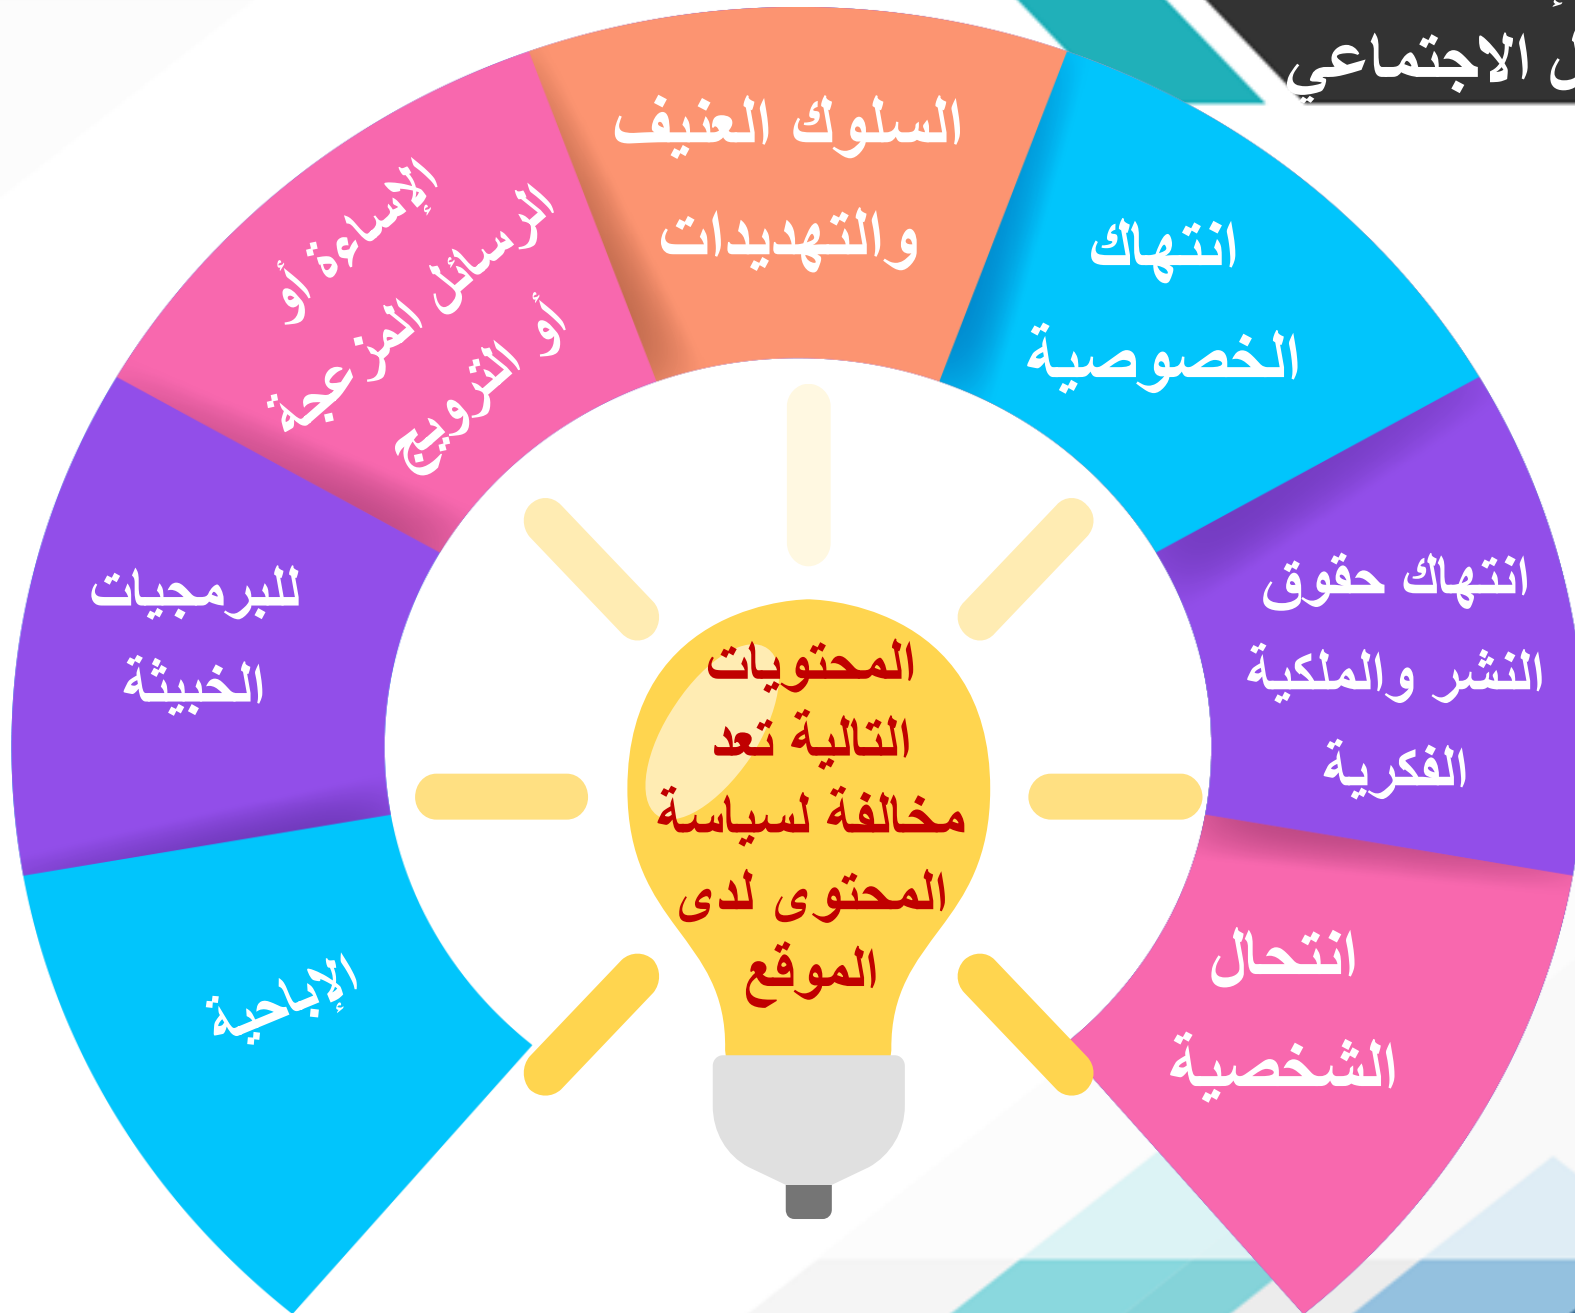 الاجتماعي
السلوك العنيف
والتهديدات
انتهاك
الخصوصية
انتهاك حقوق
النشر والملكية
الفكرية
انتحال
الشخصية
الإساءة أو
الرسائل المزعجة
أو الترويج
للبرمجيات
الخبيثة
الإباحية
المحتويات
التالية تعد
مخالفة لسياسة
المحتوى لدى
الموقع